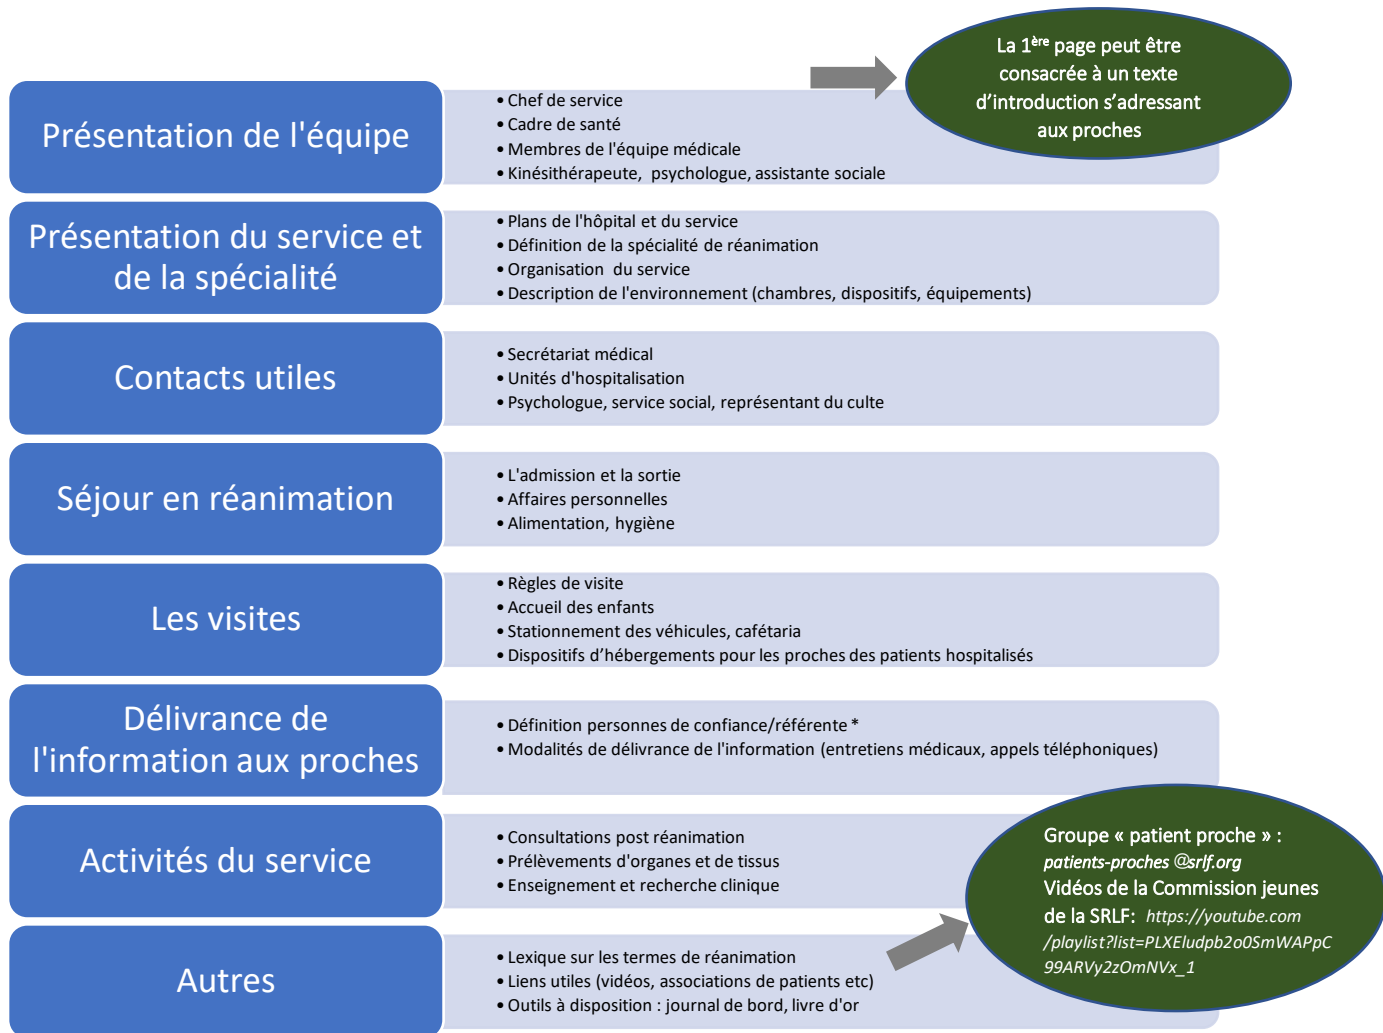 La 1ère page peut être
consacrée à un texte
d’introduction s’adressant
aux proches
Présentation de l'équipe
• Chef de service
• Cadre de santé
• Membres de l'équipe médicale
• Kinésithérapeute, psychologue, assistante sociale
Présentation du service et
de la spécialité
• Plans de l'hôpital et du service
• Définition de la spécialité de réanimation
• Organisation du service
• Description de l'environnement (chambres, dispositifs, équipements)
Contacts utiles
• Secrétariat médical
• Unités d'hospitalisation
• Psychologue, service social, représentant du culte
Séjour en réanimation
• L'admission et la sortie
• Affaires personnelles
• Alimentation, hygiène
Les visites
• Règles de visite
• Accueil des enfants
• Stationnement des véhicules, cafétaria
• Dispositifs d’hébergements pour les proches des patients hospitalisés
Délivrance de
l'information aux proches
• Définition personnes de confiance/référente *
• Modalités de délivrance de l'information (entretiens médicaux, appels téléphoniques)
Activités du service
• Consultations post réanimation
• Prélèvements d'organes et de tissus
• Enseignement et recherche clinique
Autres
• Lexique sur les termes de réanimation
• Liens utiles (vidéos, associations de patients etc)
• Outils à disposition : journal de bord, livre d'or
Groupe « patient proche » :
patients-proches @srlf.org
Vidéos de la Commission jeunes
de la SRLF: https://youtube.com
/playlist?list=PLXEludpb2o0SmWAPpC
99ARVy2zOmNVx_1